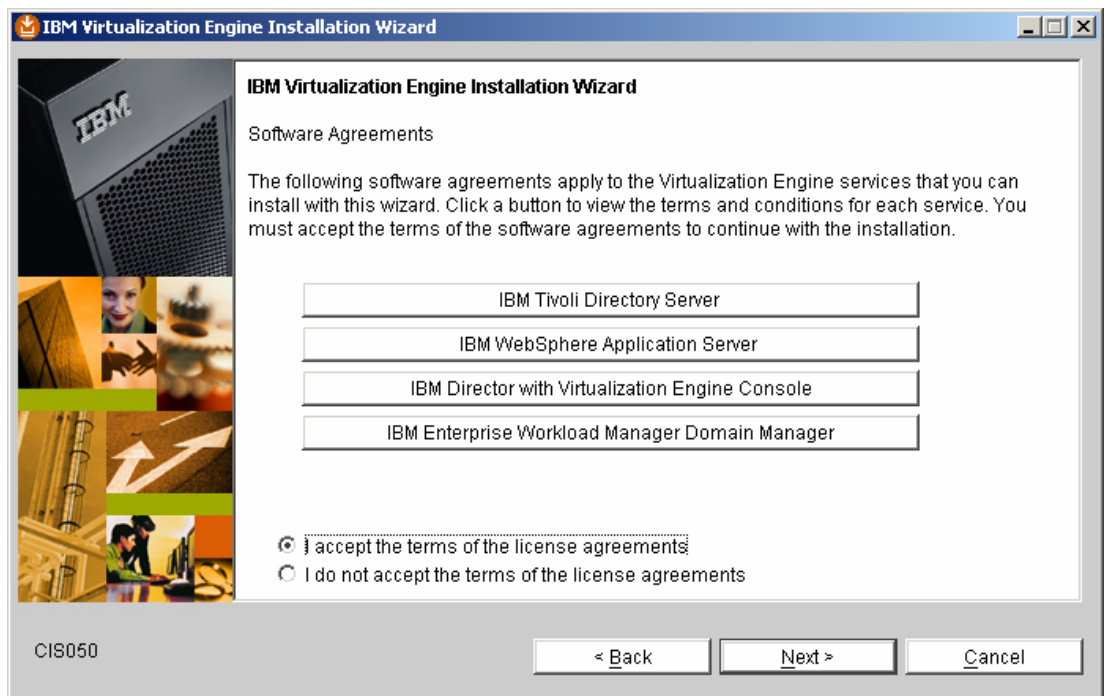 IBM Virtualization Engine Installation Wizard
IBM
IBM Virtualization Engine Installation Wizard
Software Agreements
The following software agreements apply to the Virtualization Engine services that you can
install with this wizard. Click a button to view the terms and conditions for each service. You
must accept the terms of the software agreements to continue with the installation.
IBM Tivoli Directory Server
IBM WebSphere Application Server
IBM Director with Virtualization Engine Console
IBM Enterprise Workload Manager Domain Manager
I accept the terms of the license agreements
I do not accept the terms of the license agreements
CIS050
< Back
Next >
Cancel